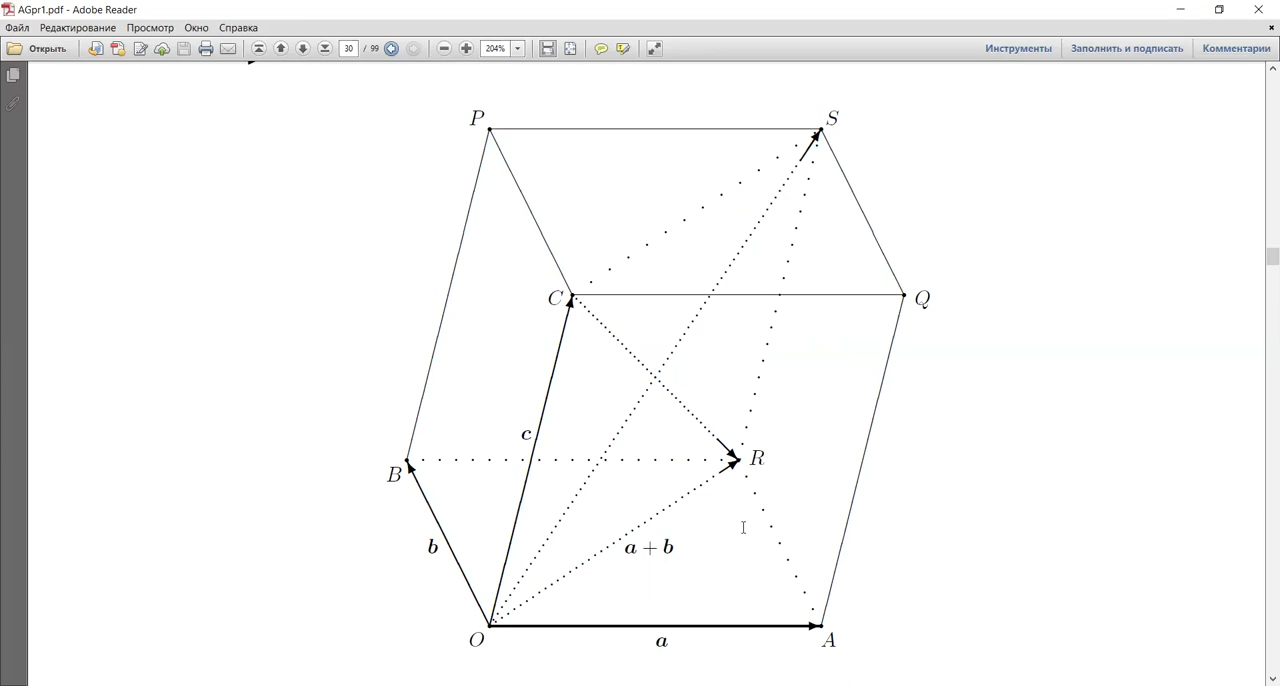 AGpr1.pdf - Adobe Reader
Файл Редактирование Просмотр Окно Справка
Открыть 30 / 99 204% Инструменты Заполнить и подписать Комментарии
P S
C Q
c
B R
b a + b
O a A